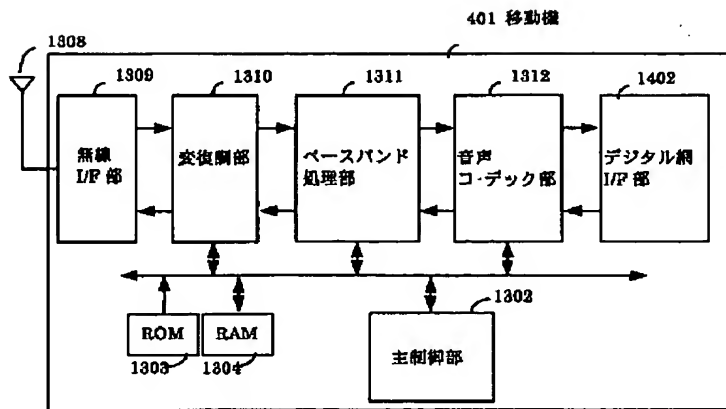 401 移動機
1308
1309
1310
1311
1312
1402
無線
I/F 部
変復調部
ベースバンド
処理部
音声
コーデック部
デジタル網
I/F 部
1302
ROM
RAM
1303
1304
主制御部